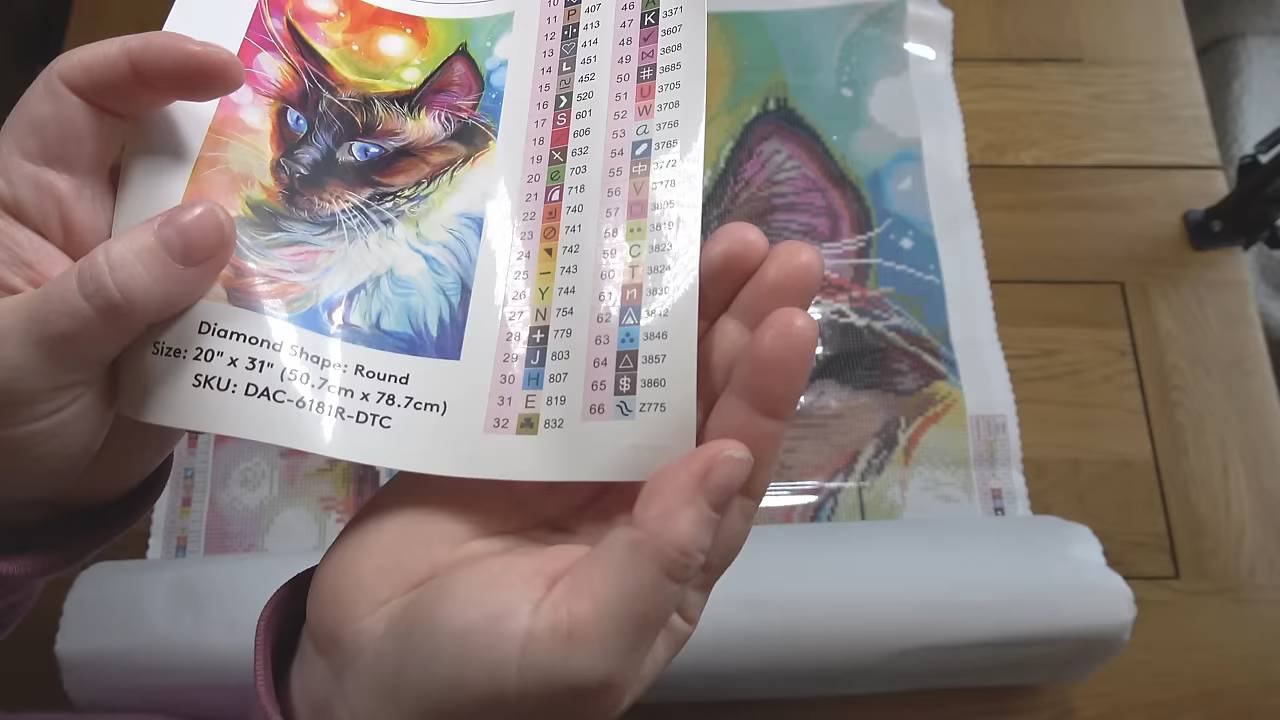 Diamond Shape: Round
Size: 20" x 31" (50.7cm x 78.7cm)
SKU: DAC-6181R-DTC
10
11 P 407
12 413
13 ♡ 414
14 L 451
15 452
16 520
17 S 601
18 606
19 × 632
20 e 703
21 718
22 740
23 741
24 742
25 – 743
26 Y 744
27 N 754
28 + 779
29 J 803
30 H 807
31 E 819
32 ♣ 832
46 A
47 K 3371
48 ✓ 3607
49 ⋈ 3608
50 # 3685
51 U 3705
52 W 3708
53 a 3756
54 3765
55 3772
56 V
57
58 3819
59 C 3823
60 T 3824
61 n 3830
62 3842
63 3846
64 △ 3857
65 $ 3860
66 Z775